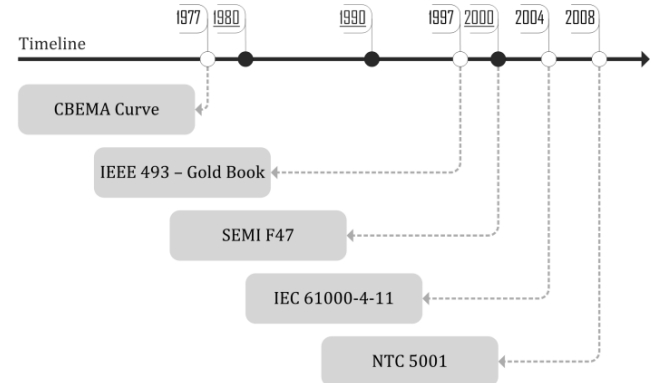 1977 1980 1990 1997 2000 2004 2008
Timeline
CBEMA Curve
IEEE 493 – Gold Book
SEMI F47
IEC 61000-4-11
NTC 5001